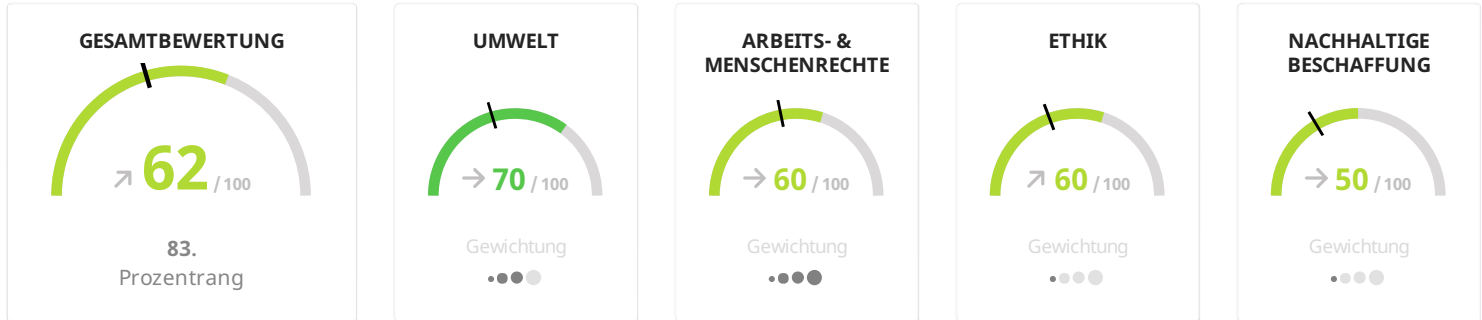 GESAMTBEWERTUNG
62 / 100
83.
Prozentrang
UMWELT
70 / 100
Gewichtung
ARBEITS- &
MENSCHENRECHTE
60 / 100
Gewichtung
ETHIK
60 / 100
Gewichtung
NACHHALTIGE
BESCHAFFUNG
50 / 100
Gewichtung